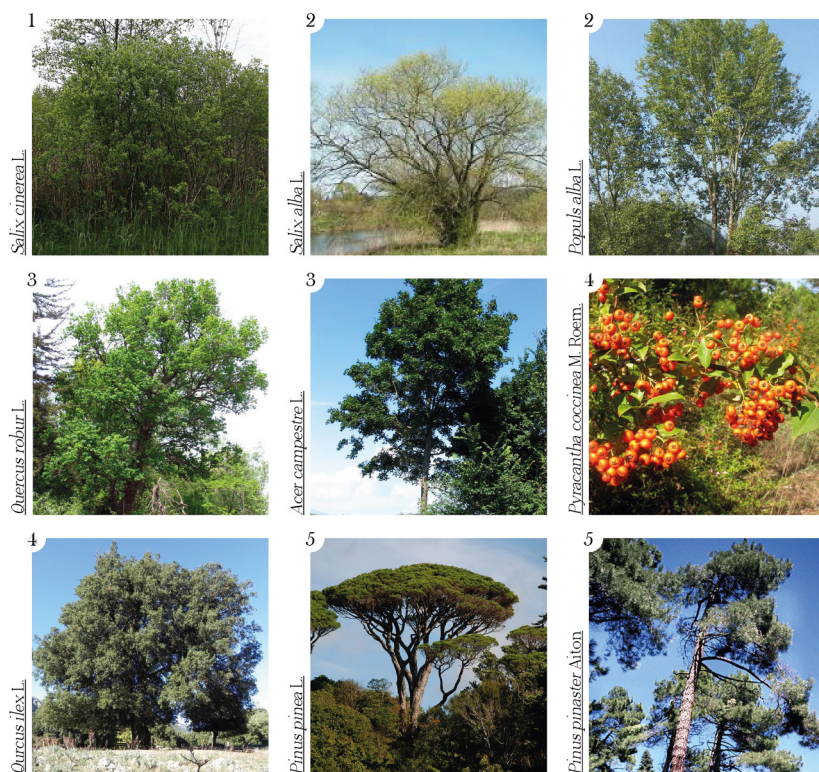 1
Salix cinerea L.
2
Salix alba L.
2
Populs alba L.
3
Quercus robur L.
3
Acer campestre L.
4
Pyracantha coccinea M. Roem.
4
Qurcus ilex L.
5
Pinus pinea L.
5
Pinus pinaster Aiton